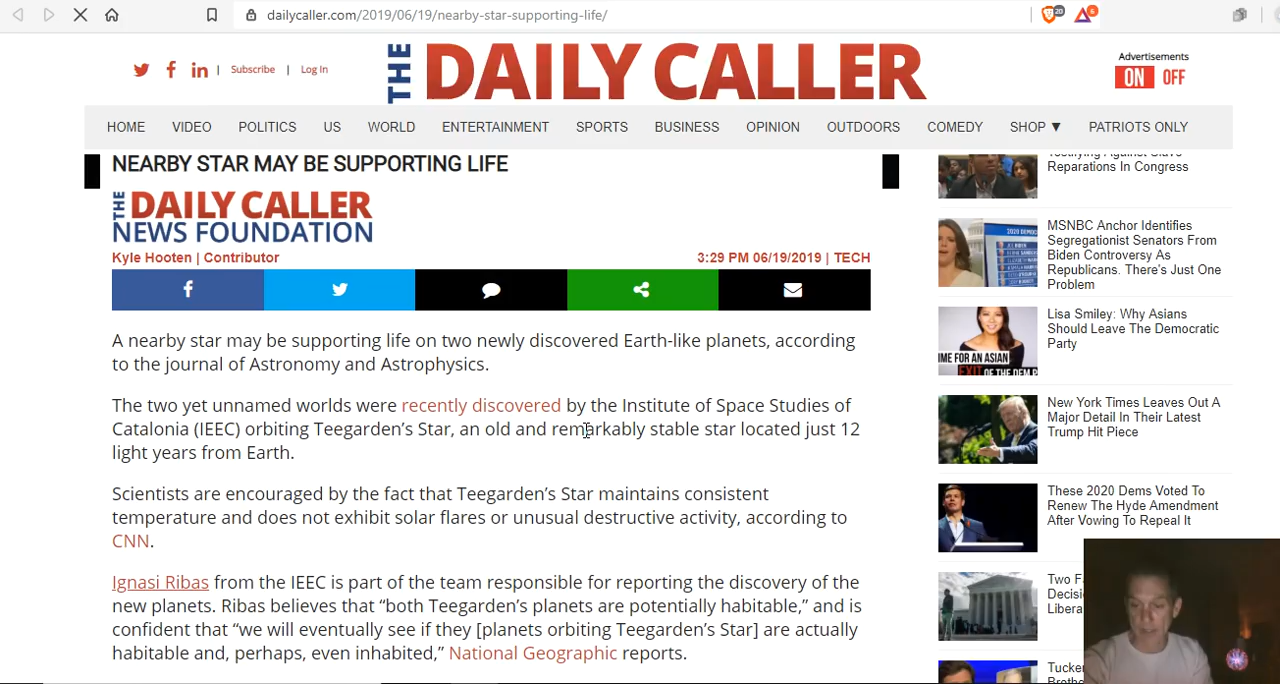 dailycaller.com/2019/06/19/nearby-star-supporting-life/
20
6
Subscribe | Log In
THE DAILY CALLER
Advertisements
ON OFF
HOME VIDEO POLITICS US WORLD ENTERTAINMENT SPORTS BUSINESS OPINION OUTDOORS COMEDY SHOP ▼ PATRIOTS ONLY
NEARBY STAR MAY BE SUPPORTING LIFE
THE DAILY CALLER
NEWS FOUNDATION
Kyle Hooten | Contributor
3:29 PM 06/19/2019 | TECH
A nearby star may be supporting life on two newly discovered Earth-like planets, according
to the journal of Astronomy and Astrophysics.
The two yet unnamed worlds were recently discovered by the Institute of Space Studies of
Catalonia (IEEC) orbiting Teegarden's Star, an old and remarkably stable star located just 12
light years from Earth.
Scientists are encouraged by the fact that Teegarden's Star maintains consistent
temperature and does not exhibit solar flares or unusual destructive activity, according to
CNN.
Ignasi Ribas from the IEEC is part of the team responsible for reporting the discovery of the
new planets. Ribas believes that “both Teegarden's planets are potentially habitable,” and is
confident that “we will eventually see if they [planets orbiting Teegarden's Star] are actually
habitable and, perhaps, even inhabited,” National Geographic reports.
Reparations In Congress
MSNBC Anchor Identifies
Segregationist Senators From
Biden Controversy As
Republicans. There's Just One
Problem
Lisa Smiley: Why Asians
Should Leave The Democratic
Party
New York Times Leaves Out A
Major Detail In Their Latest
Trump Hit Piece
These 2020 Dems Voted To
Renew The Hyde Amendment
After Vowing To Repeal It
Two F
Decisi
Libera
Tucke